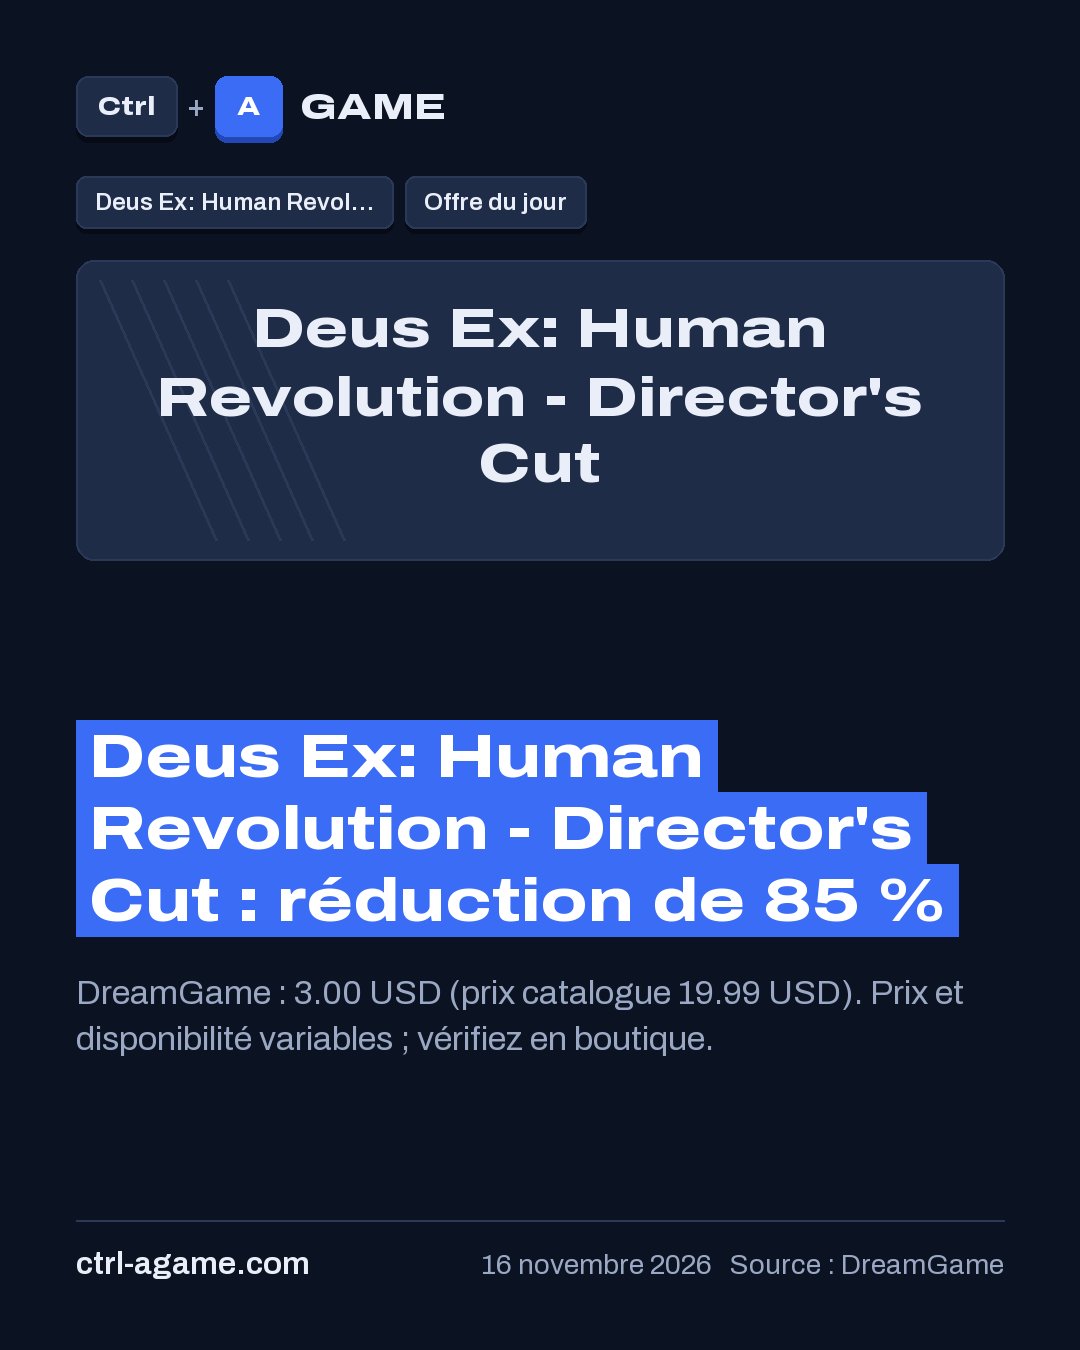 Ctrl + A GAME
Deus Ex: Human Revol... Offre du jour
Deus Ex: Human
Revolution - Director's
Cut
Deus Ex: Human
Revolution - Director's
Cut : réduction de 85 %
DreamGame : 3.00 USD (prix catalogue 19.99 USD). Prix et
disponibilité variables ; vérifiez en boutique.
ctrl-agame.com 16 novembre 2026 Source : DreamGame